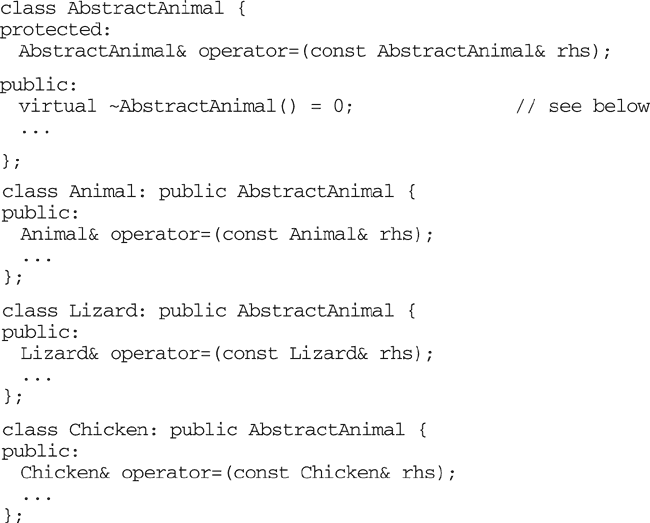 class AbstractAnimal {
protected:
  AbstractAnimal& operator=(const AbstractAnimal& rhs);
public:
  virtual ~AbstractAnimal() = 0;              // see below
  ...
};
class Animal: public AbstractAnimal {
public:
  Animal& operator=(const Animal& rhs);
  ...
};
class Lizard: public AbstractAnimal {
public:
  Lizard& operator=(const Lizard& rhs);
  ...
};
class Chicken: public AbstractAnimal {
public:
  Chicken& operator=(const Chicken& rhs);
  ...
};